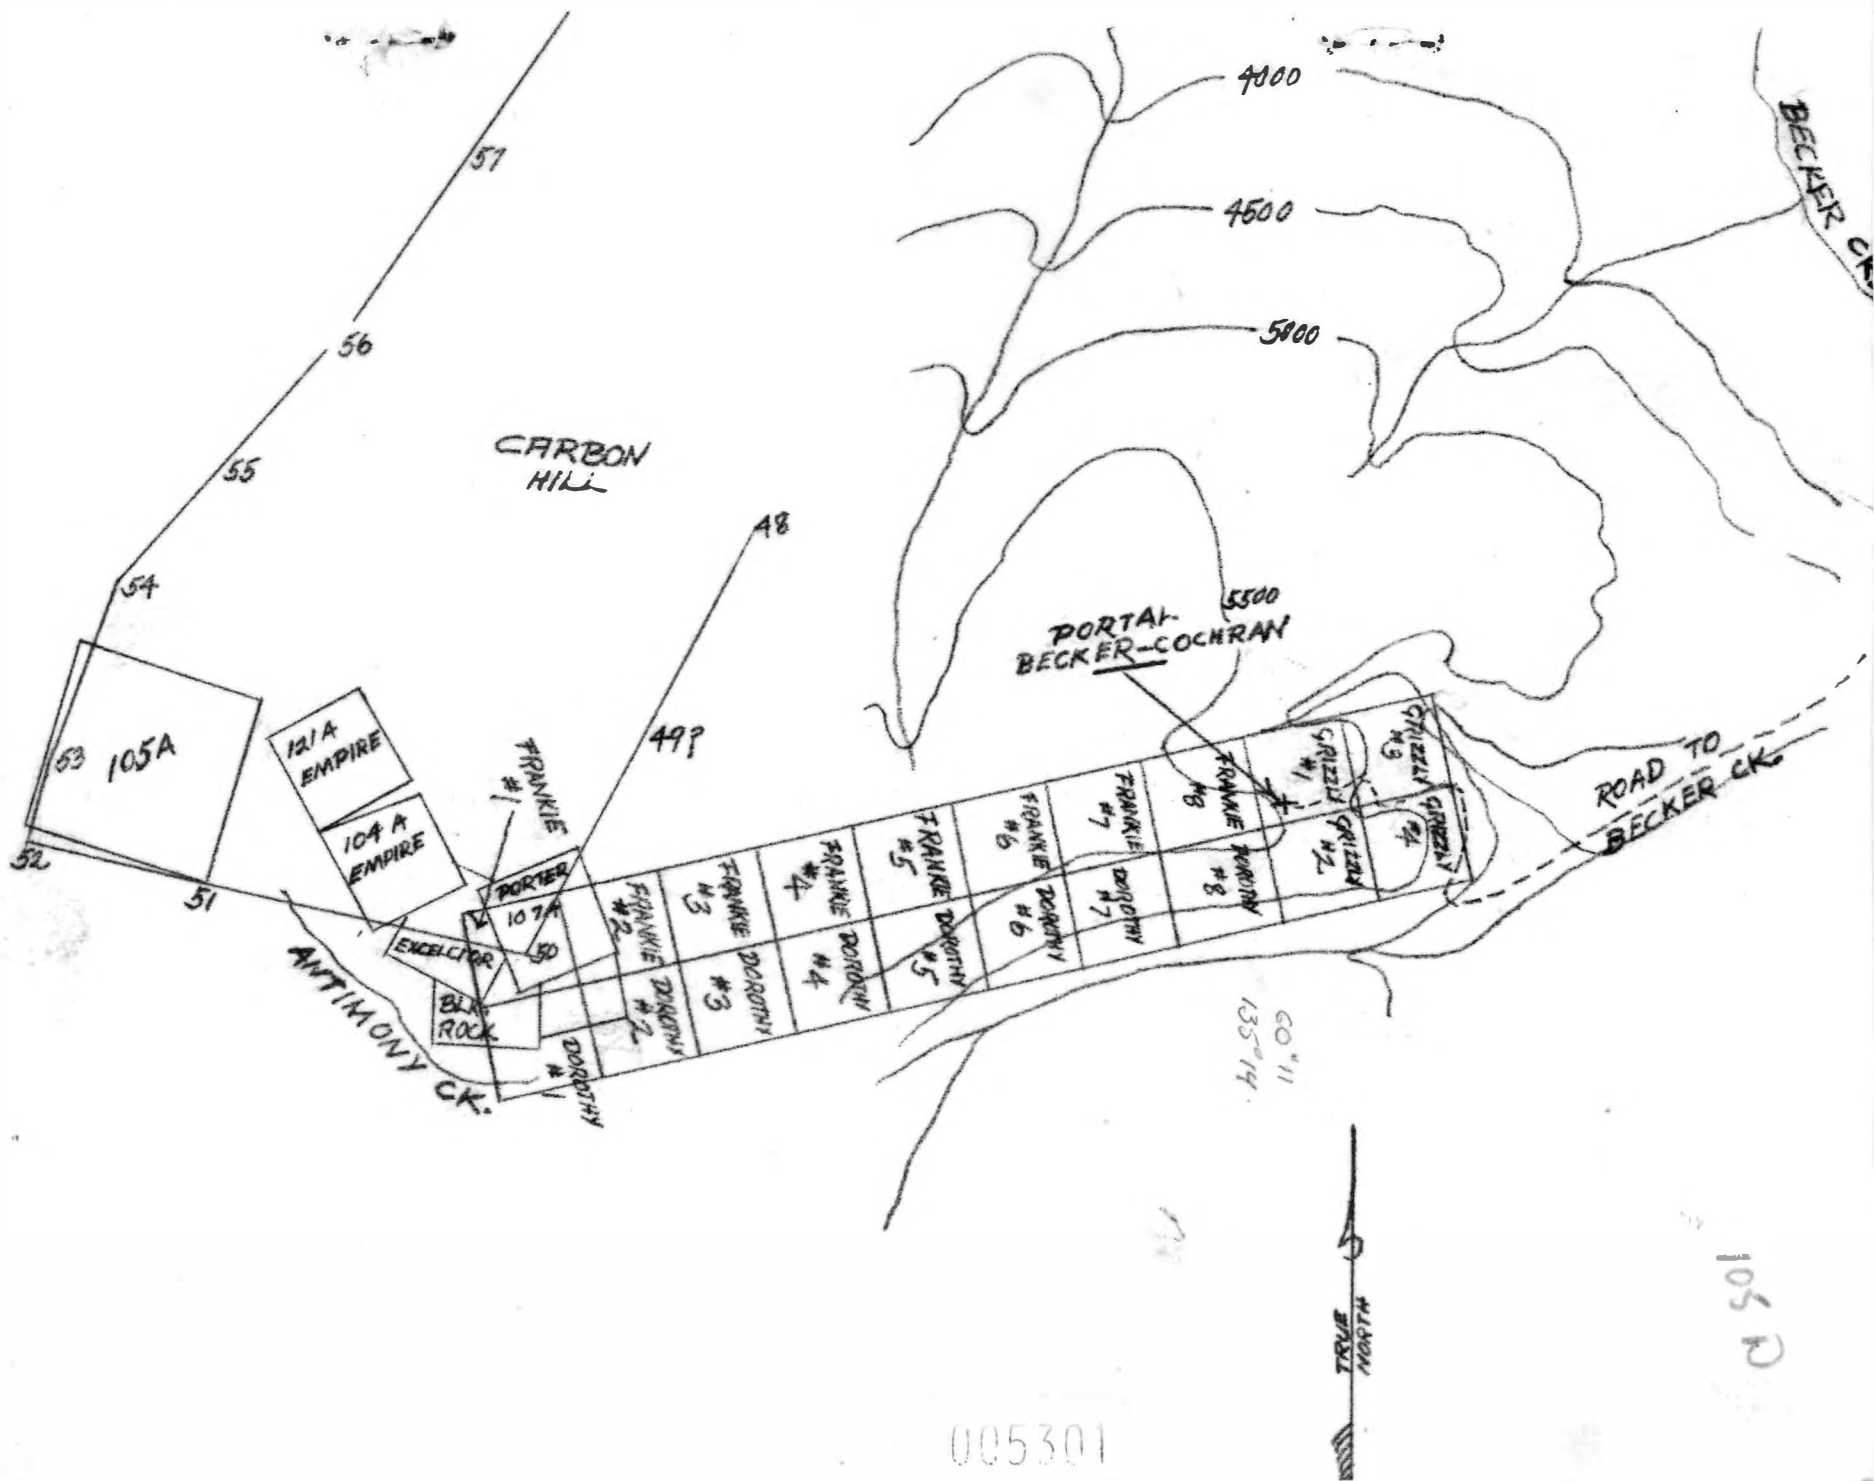 4000
BECKER CK
57
4500
5000
56
CARBON
HILL
55
48
54
5500
PORTAL
BECKER-COCHRAN
53
105A
121A
EMPIRE
FRANKIE
#1
49?
GRIZZLY
#1
GRIZZLY
#3
ROAD TO
BECKER CK.
104A
EMPIRE
52
51
PORTER
107A
50
EXCELCIOR
BLK.
ROCK
ANTIMONY CK.
FRANKIE
#2
FRANKIE
#3
FRANKIE
#4
FRANKIE
#5
FRANKIE
#6
FRANKIE
#7
FRANKIE
#8
GRIZZLY
#2
GRIZZLY
#4
DOROTHY
#1
DOROTHY
#2
DOROTHY
#3
DOROTHY
#4
DOROTHY
#5
DOROTHY
#6
DOROTHY
#7
DOROTHY
#8
60° 11
135° 14
TRUE
NORTH
105 D
005301